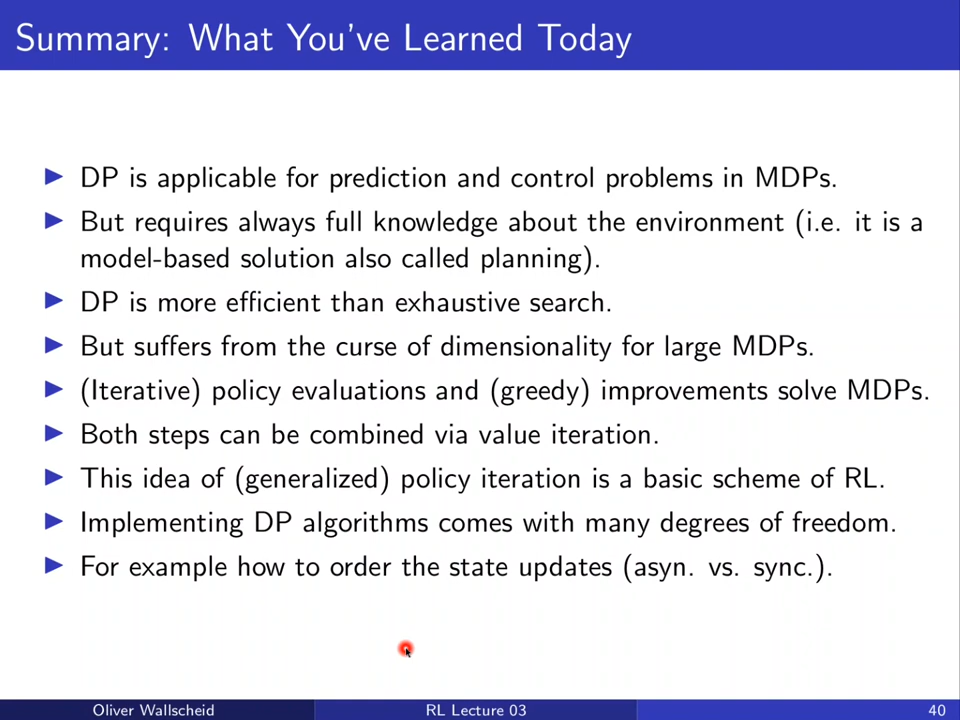 Summary: What You've Learned Today
DP is applicable for prediction and control problems in MDPs.
But requires always full knowledge about the environment (i.e. it is a
model-based solution also called planning).
DP is more efficient than exhaustive search.
But suffers from the curse of dimensionality for large MDPs.
(Iterative) policy evaluations and (greedy) improvements solve MDPs.
Both steps can be combined via value iteration.
This idea of (generalized) policy iteration is a basic scheme of RL.
Implementing DP algorithms comes with many degrees of freedom.
For example how to order the state updates (asyn. vs. sync.).
Oliver Wallscheid RL Lecture 03 40